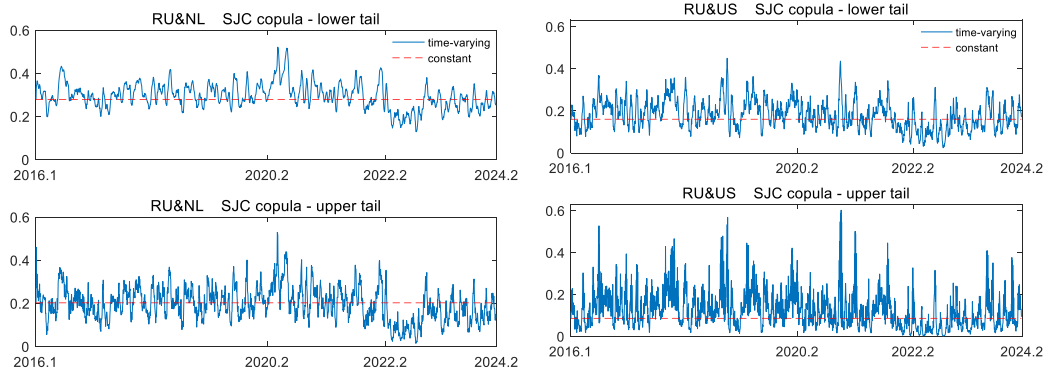 RU&NL SJC copula - lower tail
0.6
0.4
0.2
0
time-varying
constant
2016.1 2020.2 2022.2 2024.2
RU&US SJC copula - lower tail
0.6
0.4
0.2
0
time-varying
constant
2016.1 2020.2 2022.2 2024.2
RU&NL SJC copula - upper tail
0.6
0.4
0.2
0
2016.1 2020.2 2022.2 2024.2
RU&US SJC copula - upper tail
0.6
0.4
0.2
0
2016.1 2020.2 2022.2 2024.2